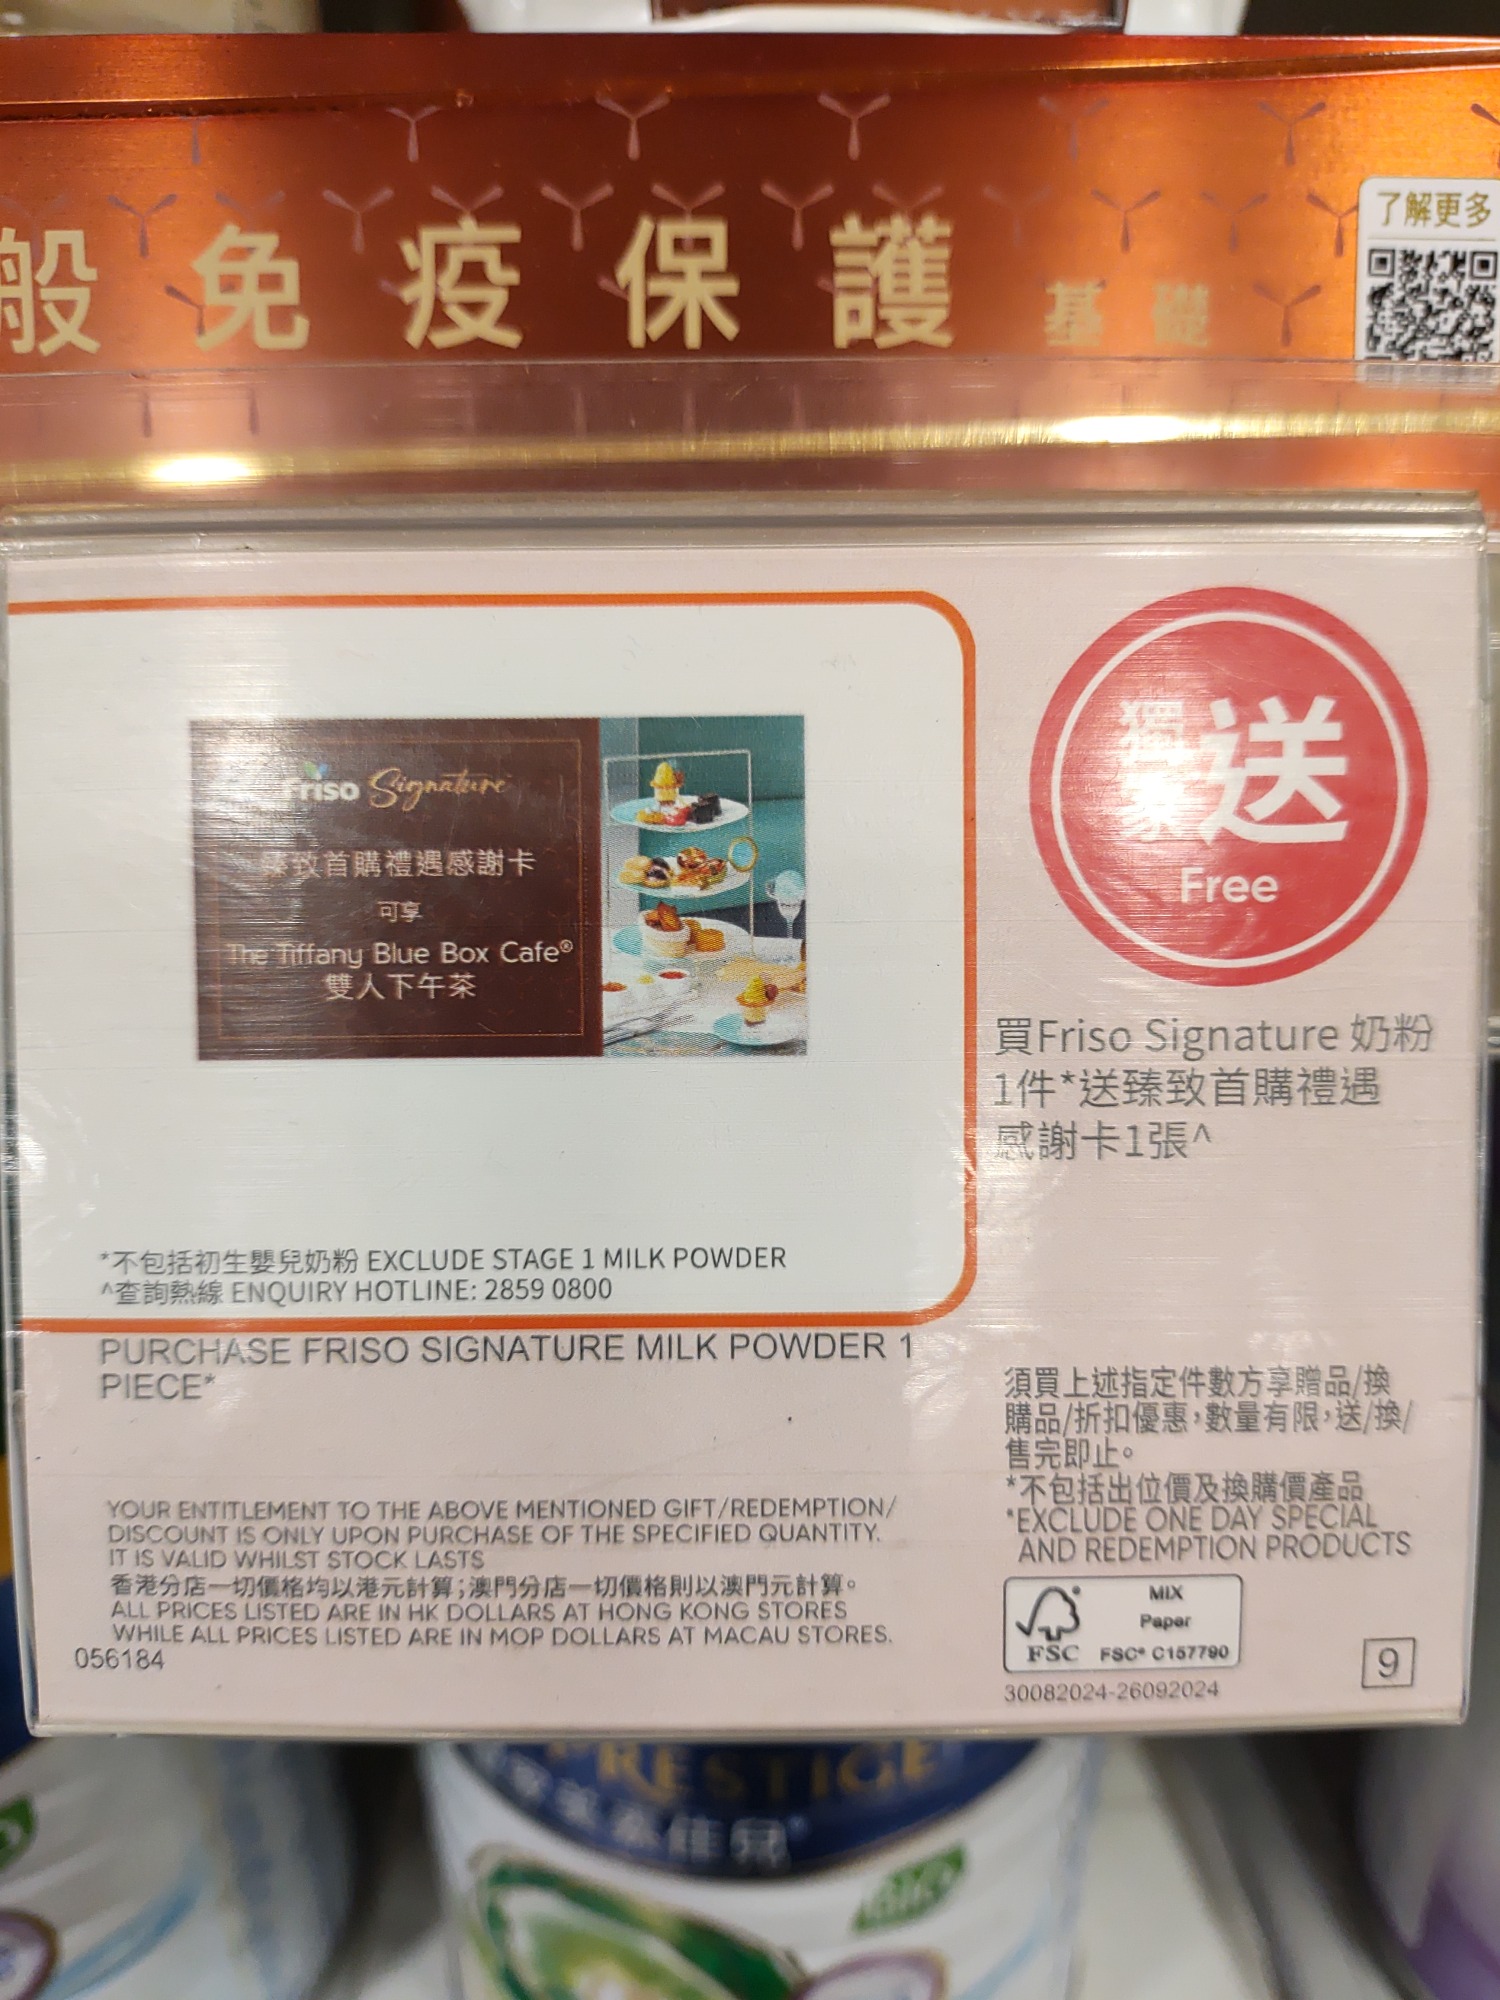 般免疫保護基礎
了解更多
Friso Signature
臻致首購禮遇感謝卡
可享
The Tiffany Blue Box Cafe®
雙人下午茶
獨家送
Free
買Friso Signature 奶粉
1件*送臻致首購禮遇
感謝卡1張^
*不包括初生嬰兒奶粉 EXCLUDE STAGE 1 MILK POWDER
^查詢熱線 ENQUIRY HOTLINE: 2859 0800
PURCHASE FRISO SIGNATURE MILK POWDER 1
PIECE*
須買上述指定件數方享贈品/換
購品/折扣優惠，數量有限，送/換/
售完即止。
*不包括出位價及換購價產品
*EXCLUDE ONE DAY SPECIAL
AND REDEMPTION PRODUCTS
YOUR ENTITLEMENT TO THE ABOVE MENTIONED GIFT/REDEMPTION/
DISCOUNT IS ONLY UPON PURCHASE OF THE SPECIFIED QUANTITY.
IT IS VALID WHILST STOCK LASTS
香港分店一切價格均以港元計算；澳門分店一切價格則以澳門元計算。
ALL PRICES LISTED ARE IN HK DOLLARS AT HONG KONG STORES
WHILE ALL PRICES LISTED ARE IN MOP DOLLARS AT MACAU STORES.
056184
MIX
Paper
FSC FSC® C157790
30082024-26092024
9
PRESTIGE
佳兒